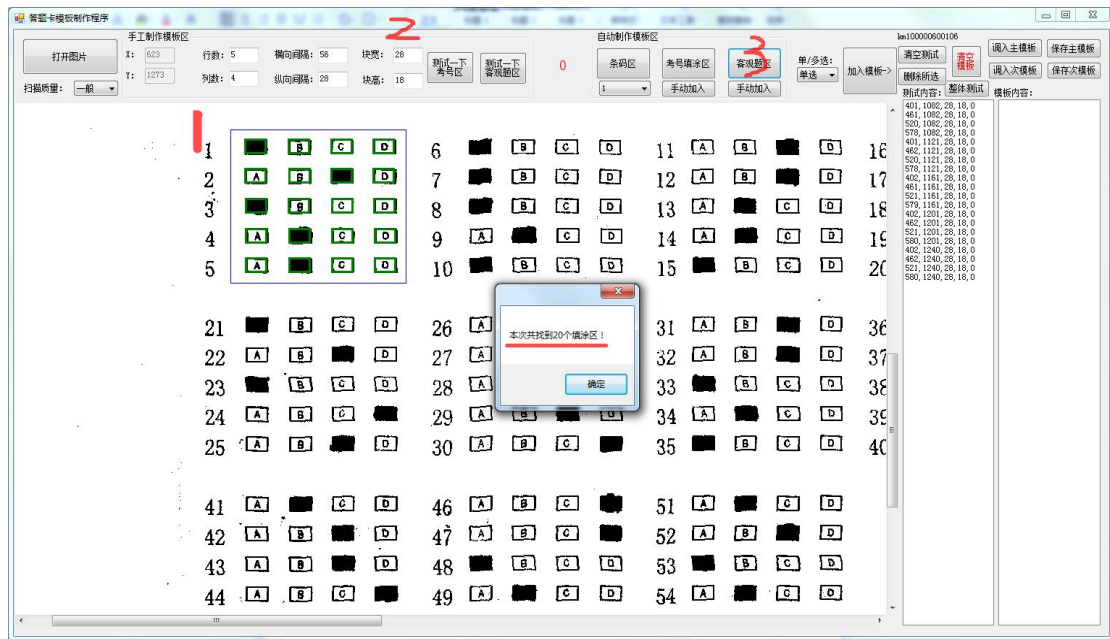 答题卡模板制作程序
手工制作模板区
自动制作模板区
km100000600106
打开图片
X: 623
行数: 5
横向间隔: 56
块宽: 28
测试一下考号区
测试一下客观题区
0
条码区
考号填涂区
客观题区
单/多选:
单选
加入模板->
清空测试
清空模板
调入主模板
保存主模板
Y: 1273
列数: 4
纵向间隔: 28
块高: 18
1
手动加入
手动加入
删除所选
整体测试
调入次模板
保存次模板
扫描质量: 一般
测试内容:
模板内容:
1
2
3
401, 1082, 28, 18, 0
461, 1082, 28, 18, 0
520, 1082, 28, 18, 0
578, 1082, 28, 18, 0
401, 1121, 28, 18, 0
462, 1121, 28, 18, 0
520, 1121, 28, 18, 0
578, 1121, 28, 18, 0
402, 1161, 28, 18, 0
461, 1161, 28, 18, 0
521, 1161, 28, 18, 0
579, 1161, 28, 18, 0
402, 1201, 28, 18, 0
462, 1201, 28, 18, 0
521, 1201, 28, 18, 0
580, 1201, 28, 18, 0
402, 1240, 28, 18, 0
462, 1240, 28, 18, 0
521, 1240, 28, 18, 0
580, 1240, 28, 18, 0
1 B C D 6 B C D 11 A B D 16
2 A B D 7 B C D 12 A B D 17
3 B C D 8 B C D 13 A C D 18
4 A C D 9 A C D 14 A C D 19
5 A C D 10 B C D 15 B C D 20
本次共找到20个填涂区！
确定
21 B C D 26 A 31 A B D 36
22 A B D 27 A 32 A B D 37
23 B C D 28 A 33 B C D 38
24 A B C 29 A B D 34 A C D 39
25 A B D 30 A B C 35 B C D 40
41 A C D 46 A B C 51 A C D
42 A B D 47 A B C D 52 A B D
43 A B D 48 B C D 53 B C D
44 A B C 49 A C D 54 A C D